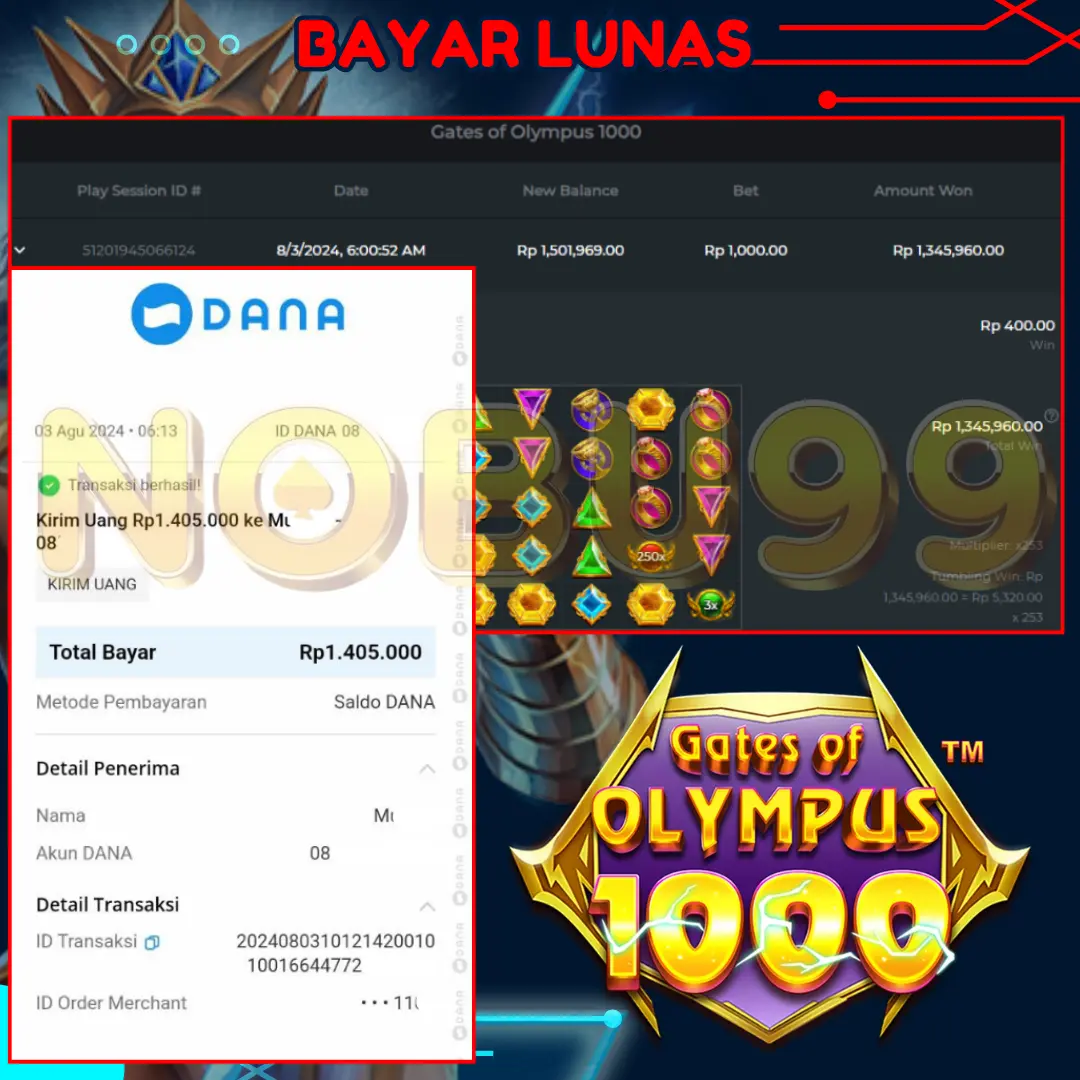 BAYAR LUNAS
Gates of Olympus 1000
Play Session ID # Date New Balance Bet Amount Won
51201945066124 8/3/2024, 6:00:52 AM Rp 1,501,969.00 Rp 1,000.00 Rp 1,345,960.00
Rp 400.00
Win
Rp 1,345,960.00
Total Win
Multiplier: x253
Tumbling Win: Rp
1,345,960.00 = Rp 5,320.00
x 253
250x
3x
NOBU99
DANA
03 Agu 2024 • 06:13 ID DANA 08
Transaksi berhasil!
Kirim Uang Rp1.405.000 ke Mu -
08
KIRIM UANG
Total Bayar Rp1.405.000
Metode Pembayaran Saldo DANA
Detail Penerima
Nama Mu
Akun DANA 08
Detail Transaksi
ID Transaksi 2024080310121420010
10016644772
ID Order Merchant • • • 11
Gates of
OLYMPUS
1000
TM